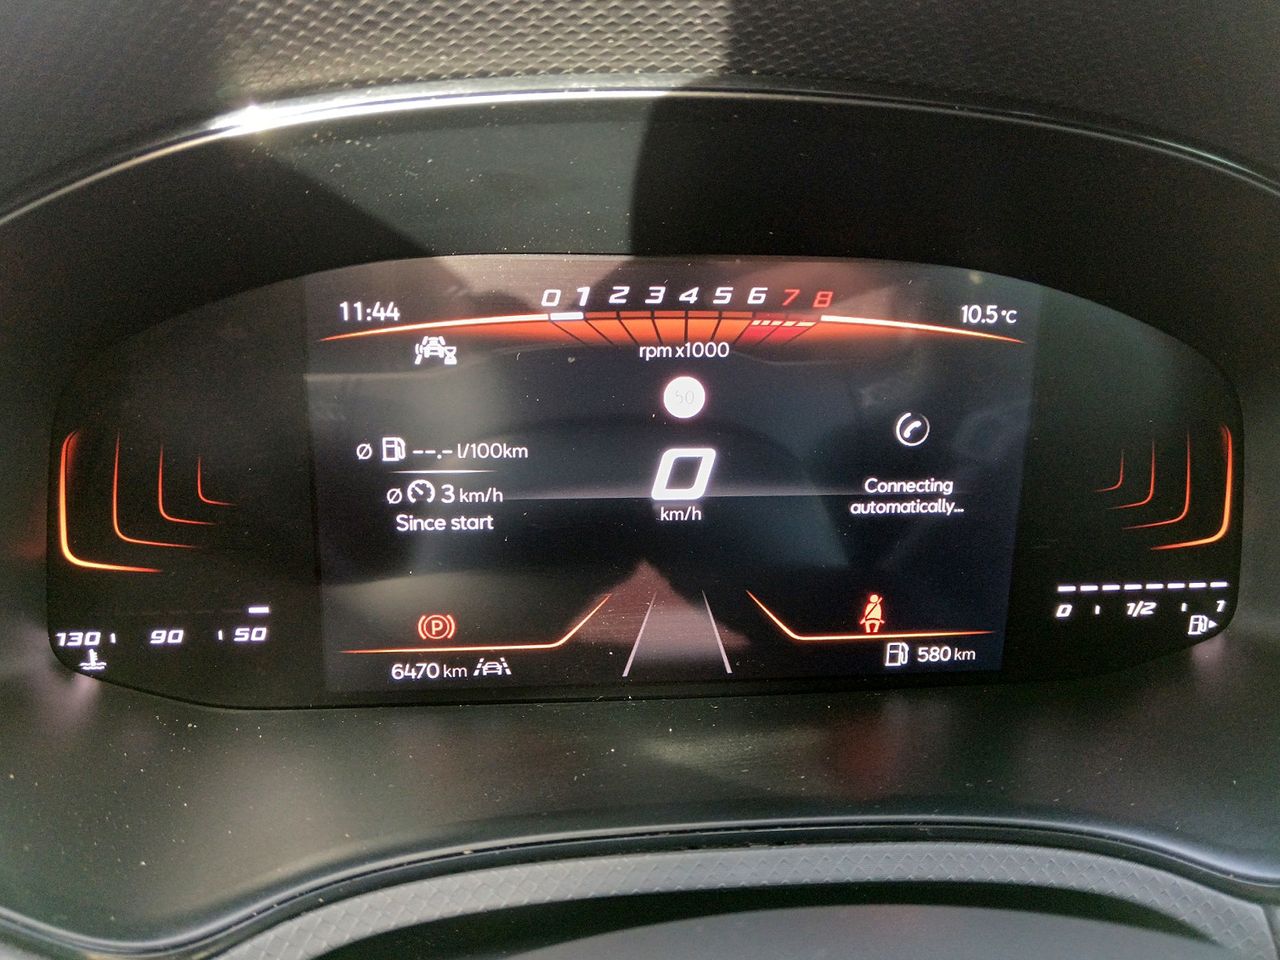 0 1 2 3 4 5 6 7 8
11:44
10.5°C
rpm x1000
50
Ø --.- l/100km
Ø 3 km/h
Since start
0
km/h
Connecting
automatically...
130 90 50
0 1/2 1
P
6470 km
580 km